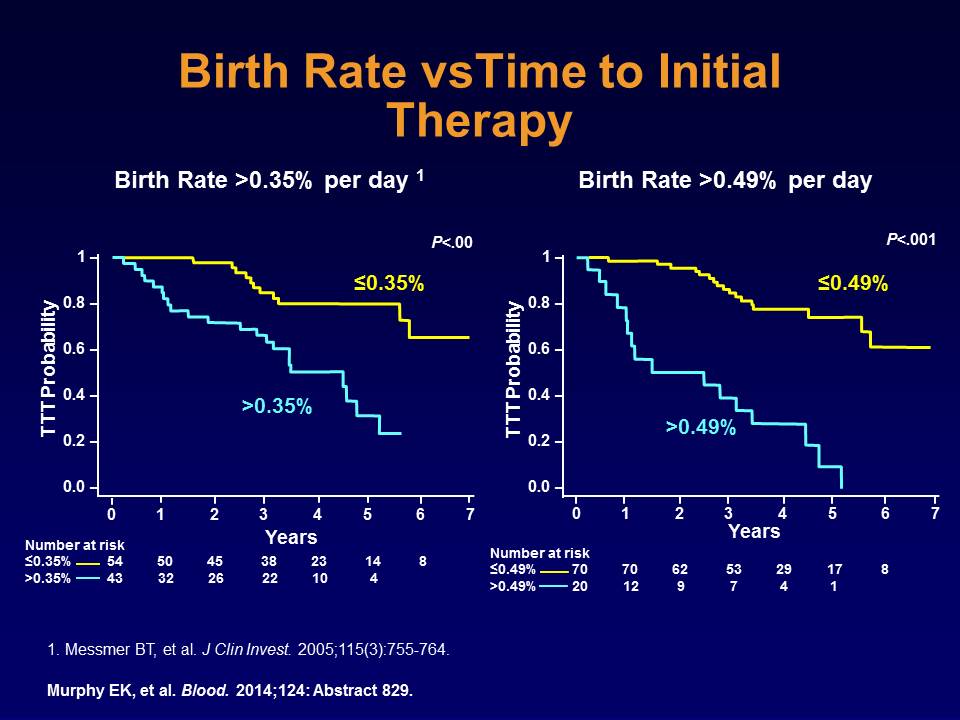 Birth Rate vsTime to Initial
Therapy
Birth Rate >0.35% per day 1
P<.00
1
0.8
0.6
0.4
0.2
0.0
TTT Probability
≤0.35%
>0.35%
0 1 2 3 4 5 6 7
Years
Number at risk
≤0.35% 54 50 45 38 23 14 8
>0.35% 43 32 26 22 10 4
Birth Rate >0.49% per day
P<.001
1
0.8
0.6
0.4
0.2
0.0
TTT Probability
≤0.49%
>0.49%
0 1 2 3 4 5 6 7
Years
Number at risk
≤0.49% 70 70 62 53 29 17 8
>0.49% 20 12 9 7 4 1
1. Messmer BT, et al. J Clin Invest. 2005;115(3):755-764.
Murphy EK, et al. Blood. 2014;124: Abstract 829.